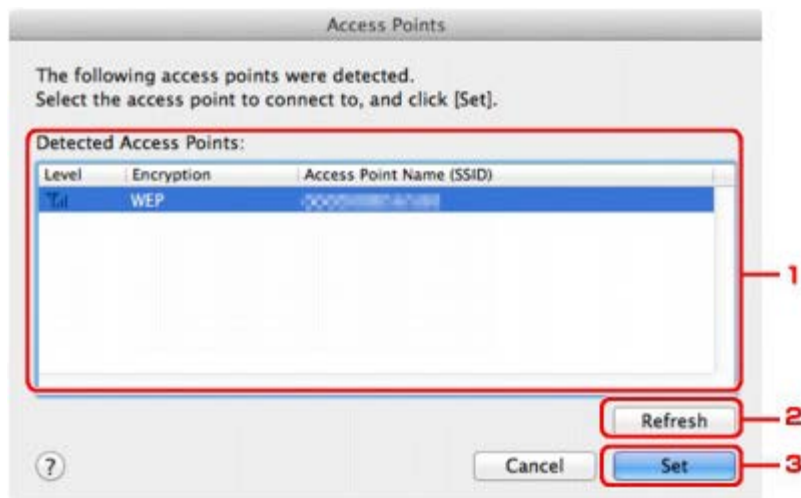 Access Points
The following access points were detected.
Select the access point to connect to, and click [Set].
Detected Access Points:
Level Encryption Access Point Name (SSID)
WEP
1
Refresh 2
? Cancel Set 3